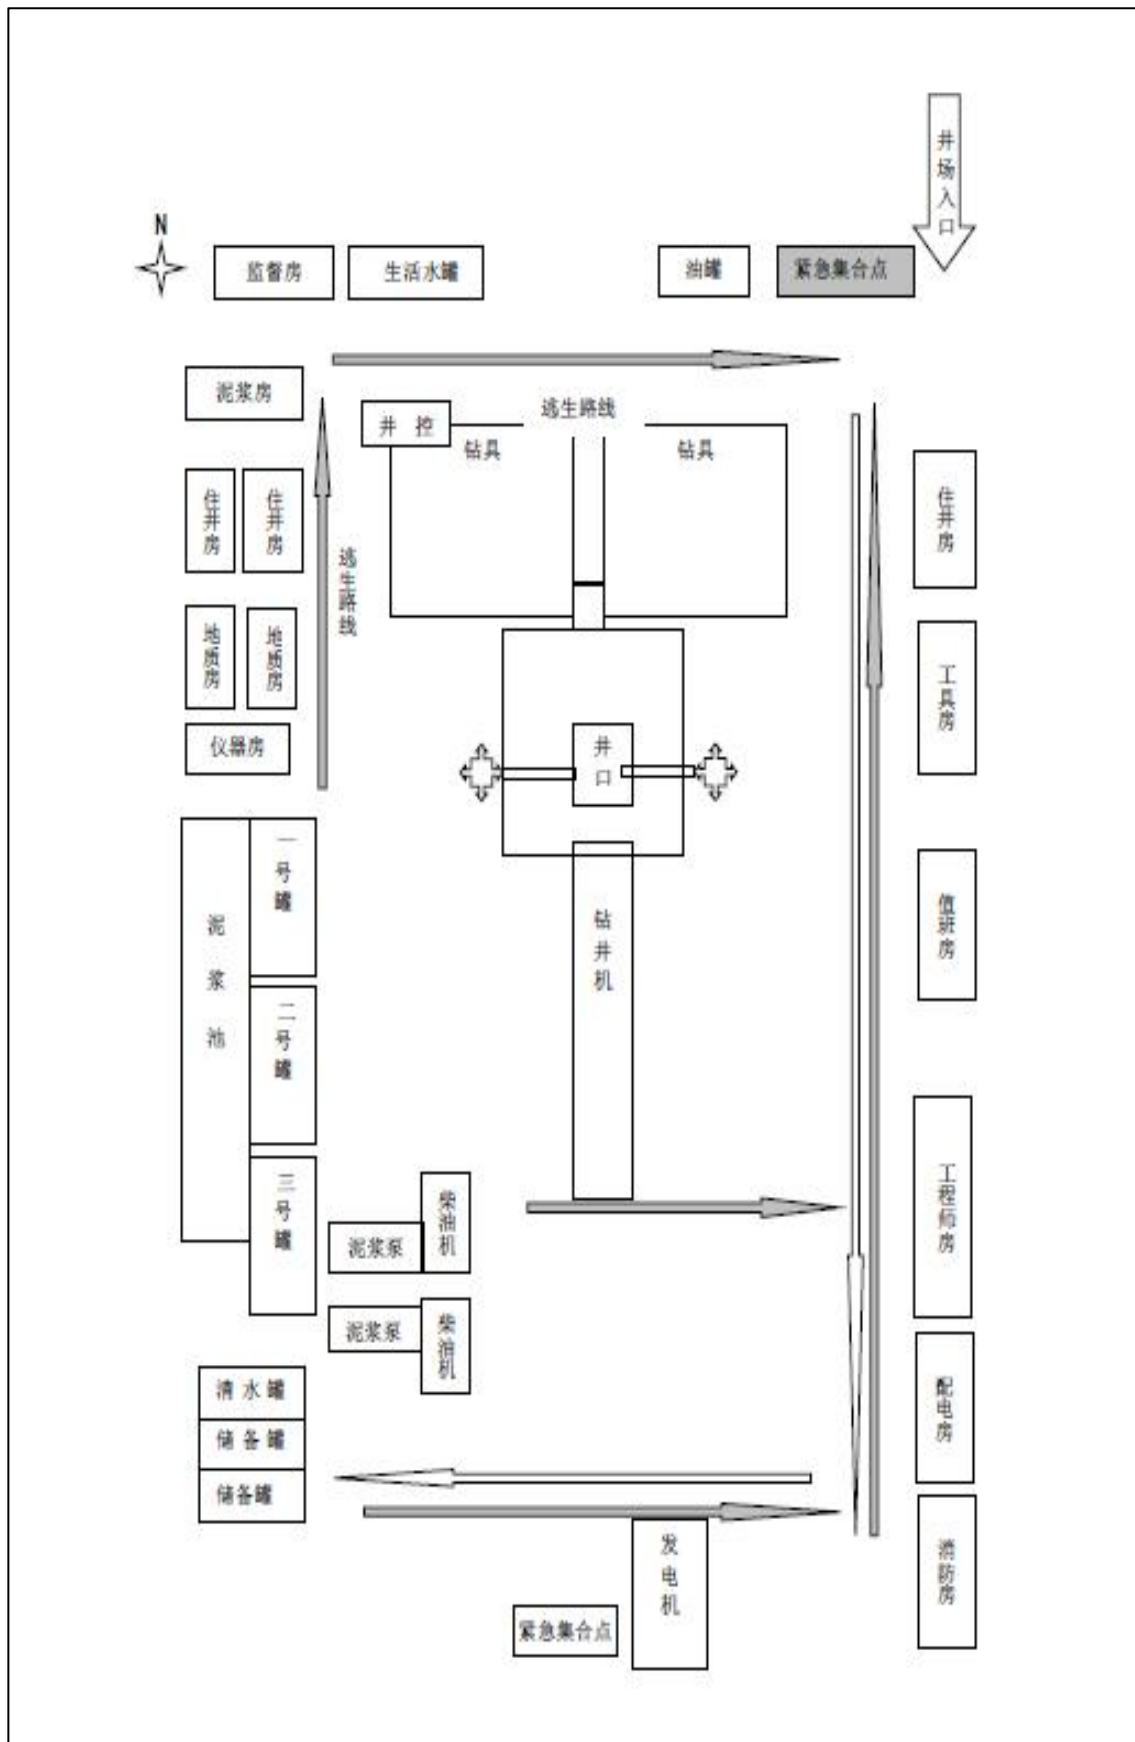 井场入口
N
监督房
生活水罐
油罐
紧急集合点
泥浆房
井 控
逃生路线
钻具
钻具
住井房
住井房
逃生路线
住井房
地质房
地质房
工具房
仪器房
井口
一号罐
泥浆池
钻井机
值班房
二号罐
三号罐
柴油机
泥浆泵
工程师房
柴油机
泥浆泵
清 水 罐
储 备 罐
储备罐
配电房
发电机
消防房
紧急集合点